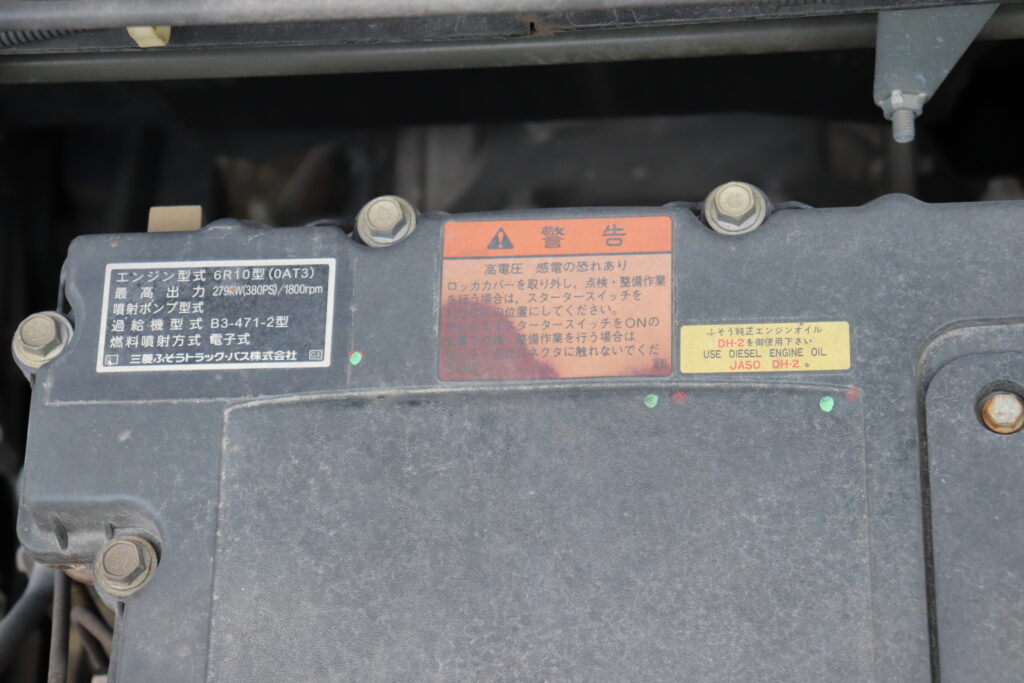 エンジン型式 6R10型(0AT3)
最高出力 279KW(380PS)/1800rpm
噴射ポンプ型式
過給機型式 B3-471-2型
燃料噴射方式 電子式
三菱ふそうトラック・バス株式会社
警告
高電圧 感電の恐れあり
ロッカカバーを取り外し,点検・整備作業
を行う場合は,スタータースイッチを
の位置にしてください。
スタータースイッチをONの
整備作業を行う場合は
コネクタに触れないでくだ
ふそう純正エンジンオイル
DH-2を御使用下さい
USE DIESEL ENGINE OIL
JASO DH-2